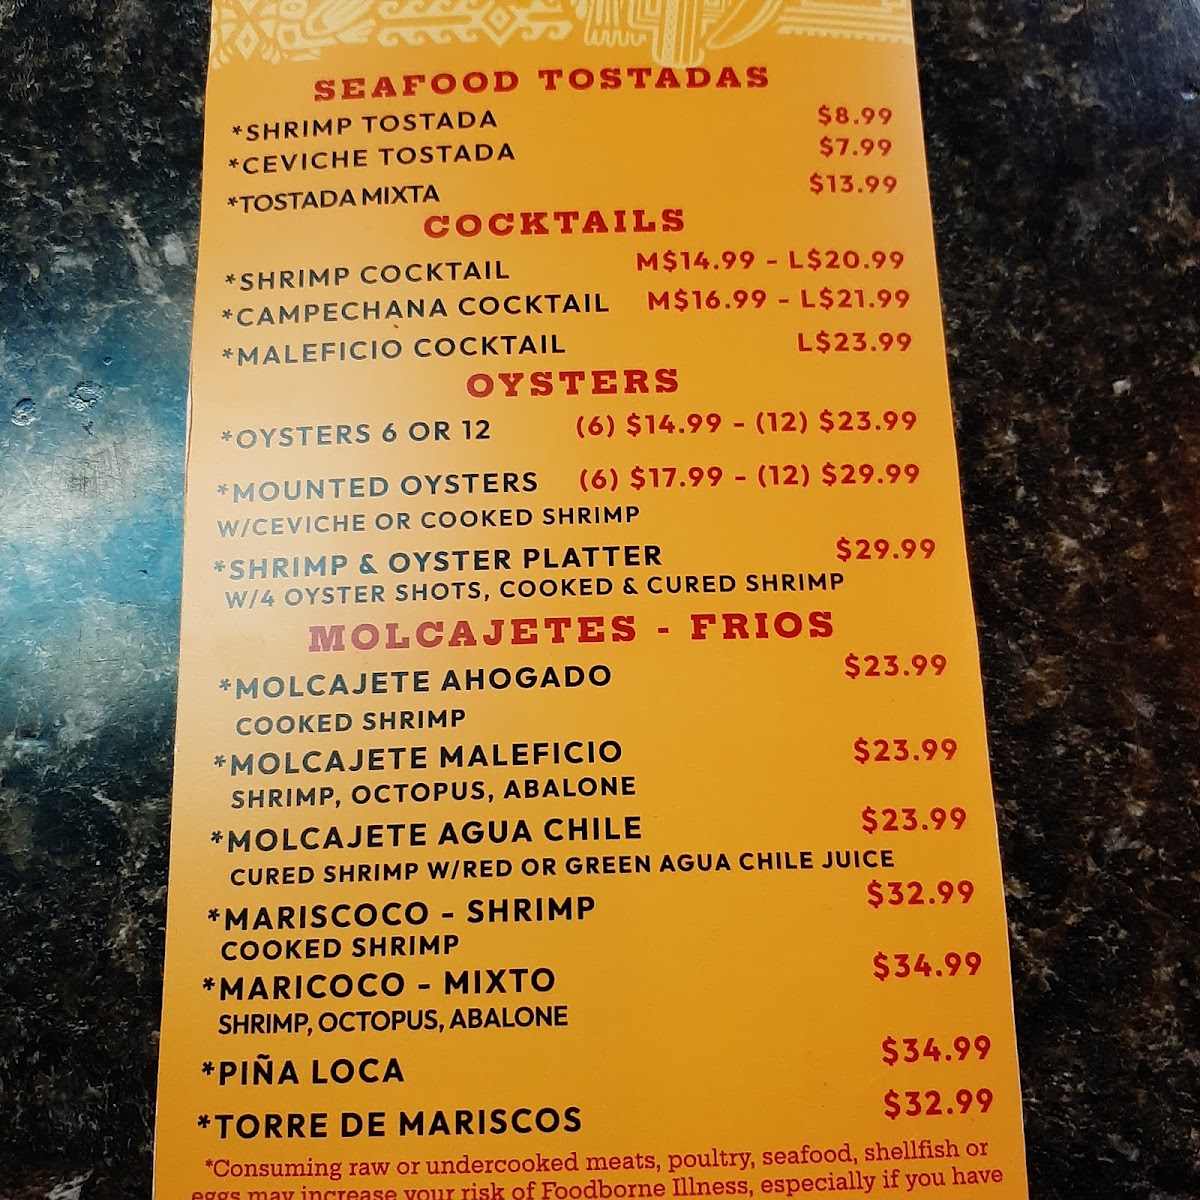 SEAFOOD TOSTADAS
*SHRIMP TOSTADA $8.99
*CEVICHE TOSTADA $7.99
*TOSTADA MIXTA $13.99
COCKTAILS
*SHRIMP COCKTAIL M$14.99 - L$20.99
*CAMPECHANA COCKTAIL M$16.99 - L$21.99
*MALEFICIO COCKTAIL L$23.99
OYSTERS
*OYSTERS 6 OR 12 (6) $14.99 - (12) $23.99
*MOUNTED OYSTERS (6) $17.99 - (12) $29.99
W/CEVICHE OR COOKED SHRIMP
*SHRIMP & OYSTER PLATTER $29.99
W/4 OYSTER SHOTS, COOKED & CURED SHRIMP
MOLCAJETES - FRIOS
*MOLCAJETE AHOGADO $23.99
COOKED SHRIMP
*MOLCAJETE MALEFICIO $23.99
SHRIMP, OCTOPUS, ABALONE
*MOLCAJETE AGUA CHILE $23.99
CURED SHRIMP W/RED OR GREEN AGUA CHILE JUICE
*MARISCOCO - SHRIMP $32.99
COOKED SHRIMP
*MARICOCO - MIXTO $34.99
SHRIMP, OCTOPUS, ABALONE
*PIÑA LOCA $34.99
*TORRE DE MARISCOS $32.99
*Consuming raw or undercooked meats, poultry, seafood, shellfish or
eggs may increase your risk of Foodborne Illness, especially if you have